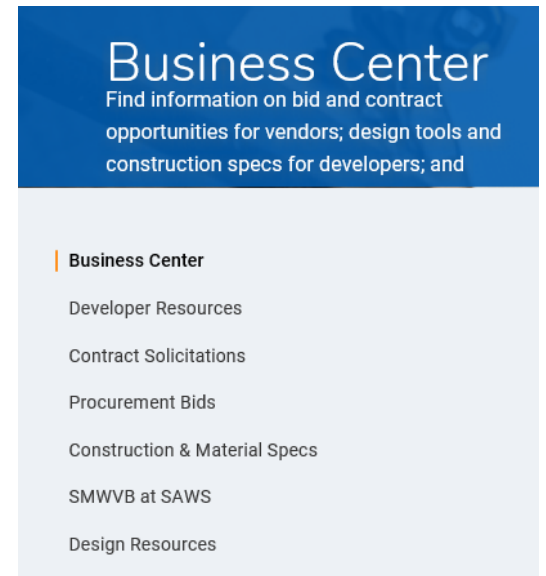 Business Center
Find information on bid and contract
opportunities for vendors; design tools and
construction specs for developers; and
Business Center
Developer Resources
Contract Solicitations
Procurement Bids
Construction & Material Specs
SMWVB at SAWS
Design Resources